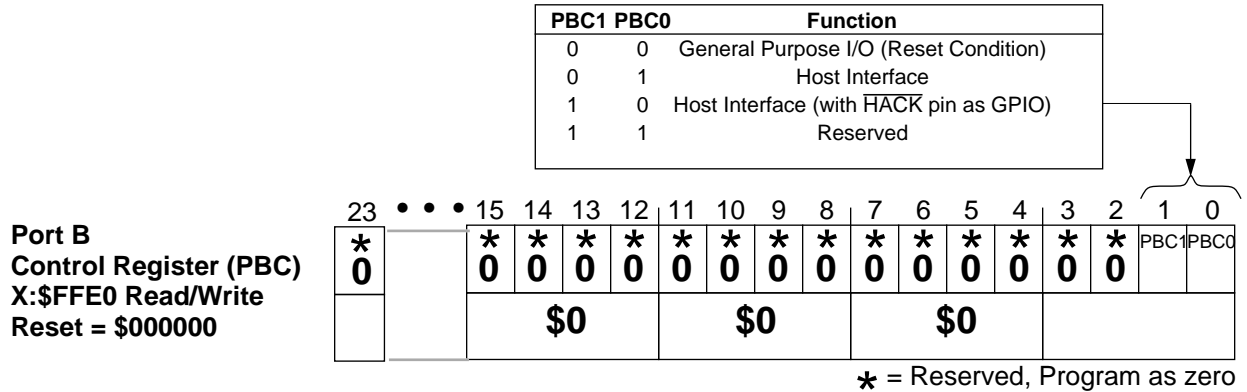 PBC1 PBC0 Function
0 0 General Purpose I/O (Reset Condition)
0 1 Host Interface
1 0 Host Interface (with HACK pin as GPIO)
1 1 Reserved
23 • • • 15 14 13 12 11 10 9 8 7 6 5 4 3 2 1 0
Port B
Control Register (PBC)
X:$FFE0 Read/Write
Reset = $000000
* * * * * * * * * * * * * * * PBC1 PBC0
0 0 0 0 0 0 0 0 0 0 0 0 0 0 0
$0 $0 $0
* = Reserved, Program as zero